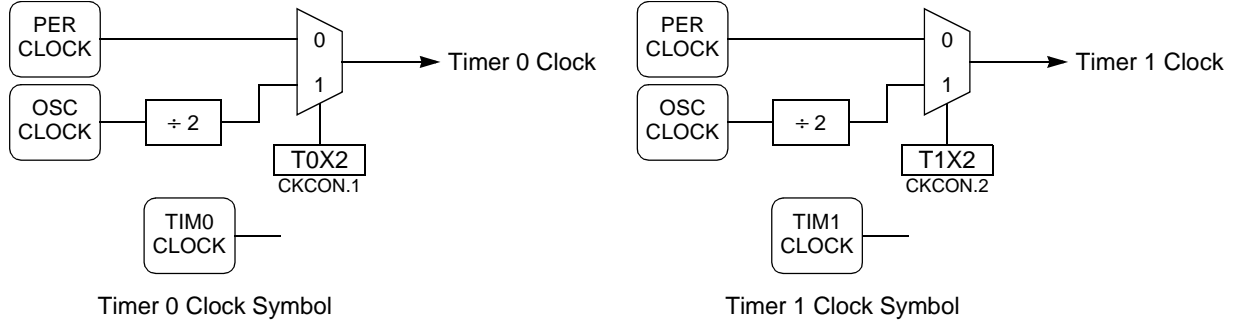 PER
CLOCK
0
Timer 0 Clock
1
OSC
CLOCK
÷ 2
T0X2
CKCON.1
TIM0
CLOCK
Timer 0 Clock Symbol
PER
CLOCK
0
Timer 1 Clock
1
OSC
CLOCK
÷ 2
T1X2
CKCON.2
TIM1
CLOCK
Timer 1 Clock Symbol